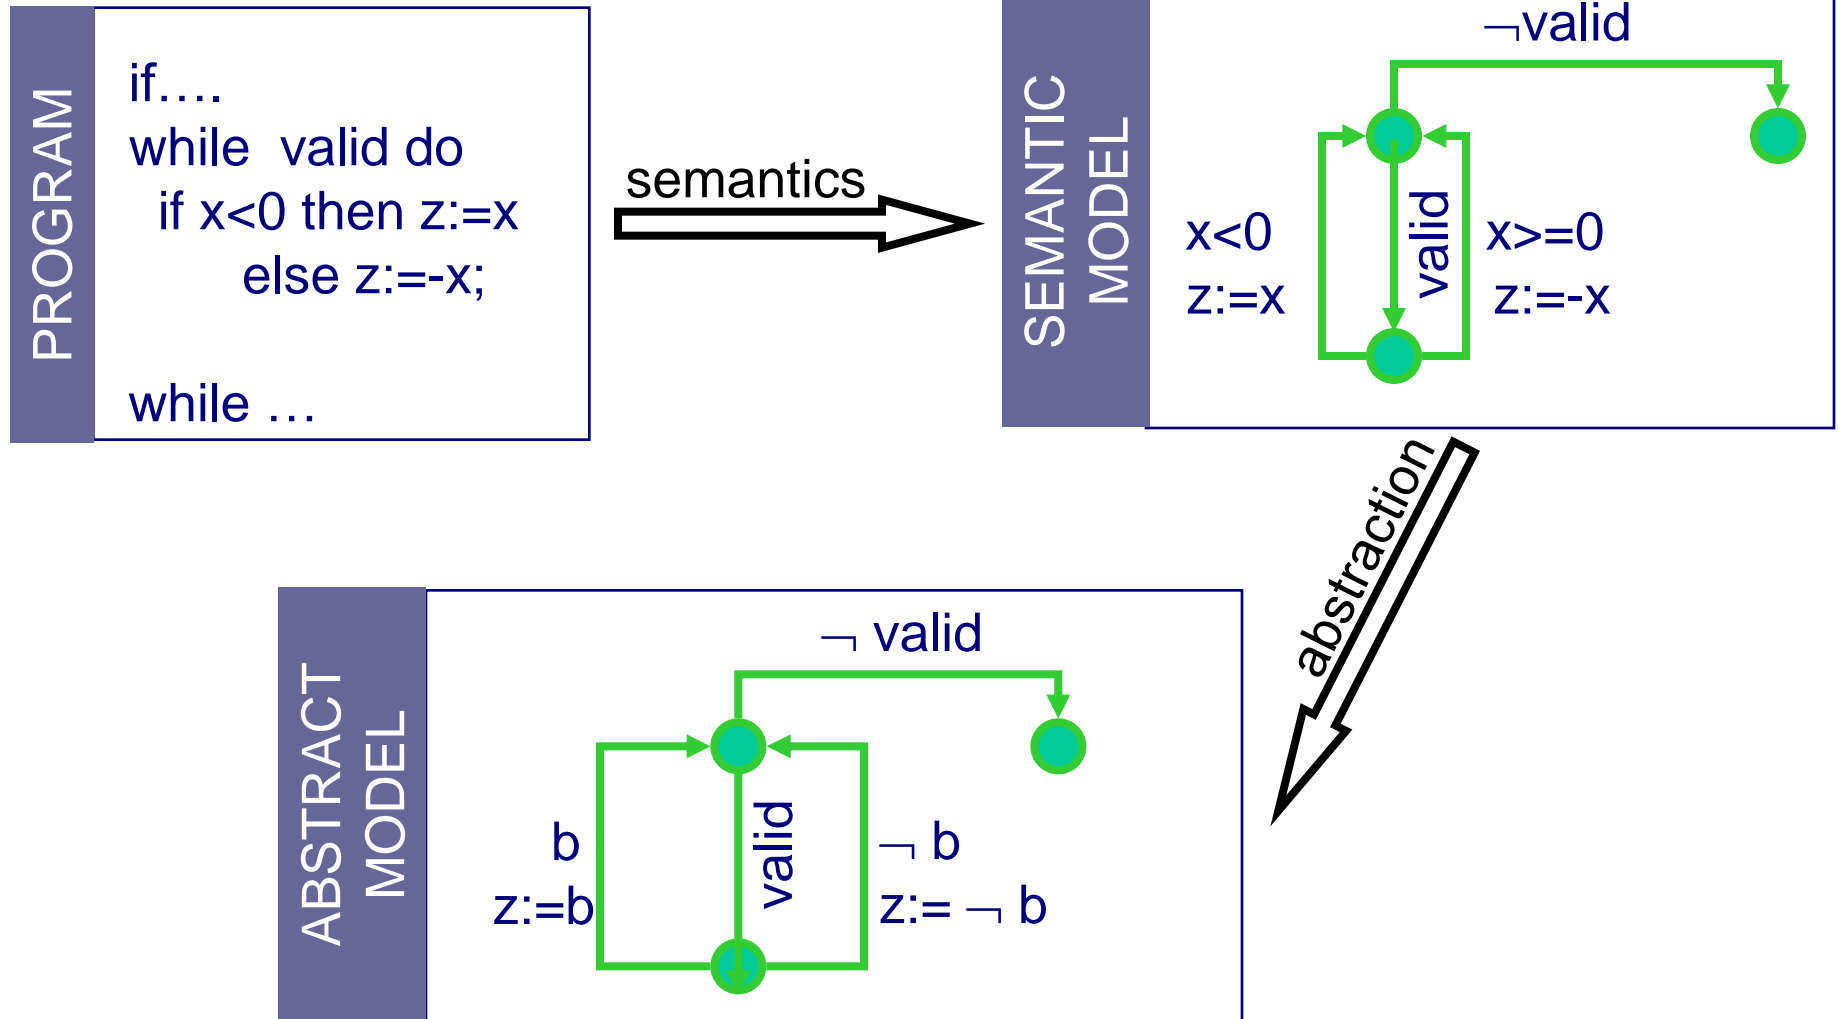 PROGRAM
if….
while valid do
if x<0 then z:=x
else z:=-x;
while …
semantics
SEMANTIC
MODEL
¬valid
x<0
z:=x
valid
x>=0
z:=-x
abstraction
ABSTRACT
MODEL
¬ valid
b
z:=b
valid
¬ b
z:= ¬ b